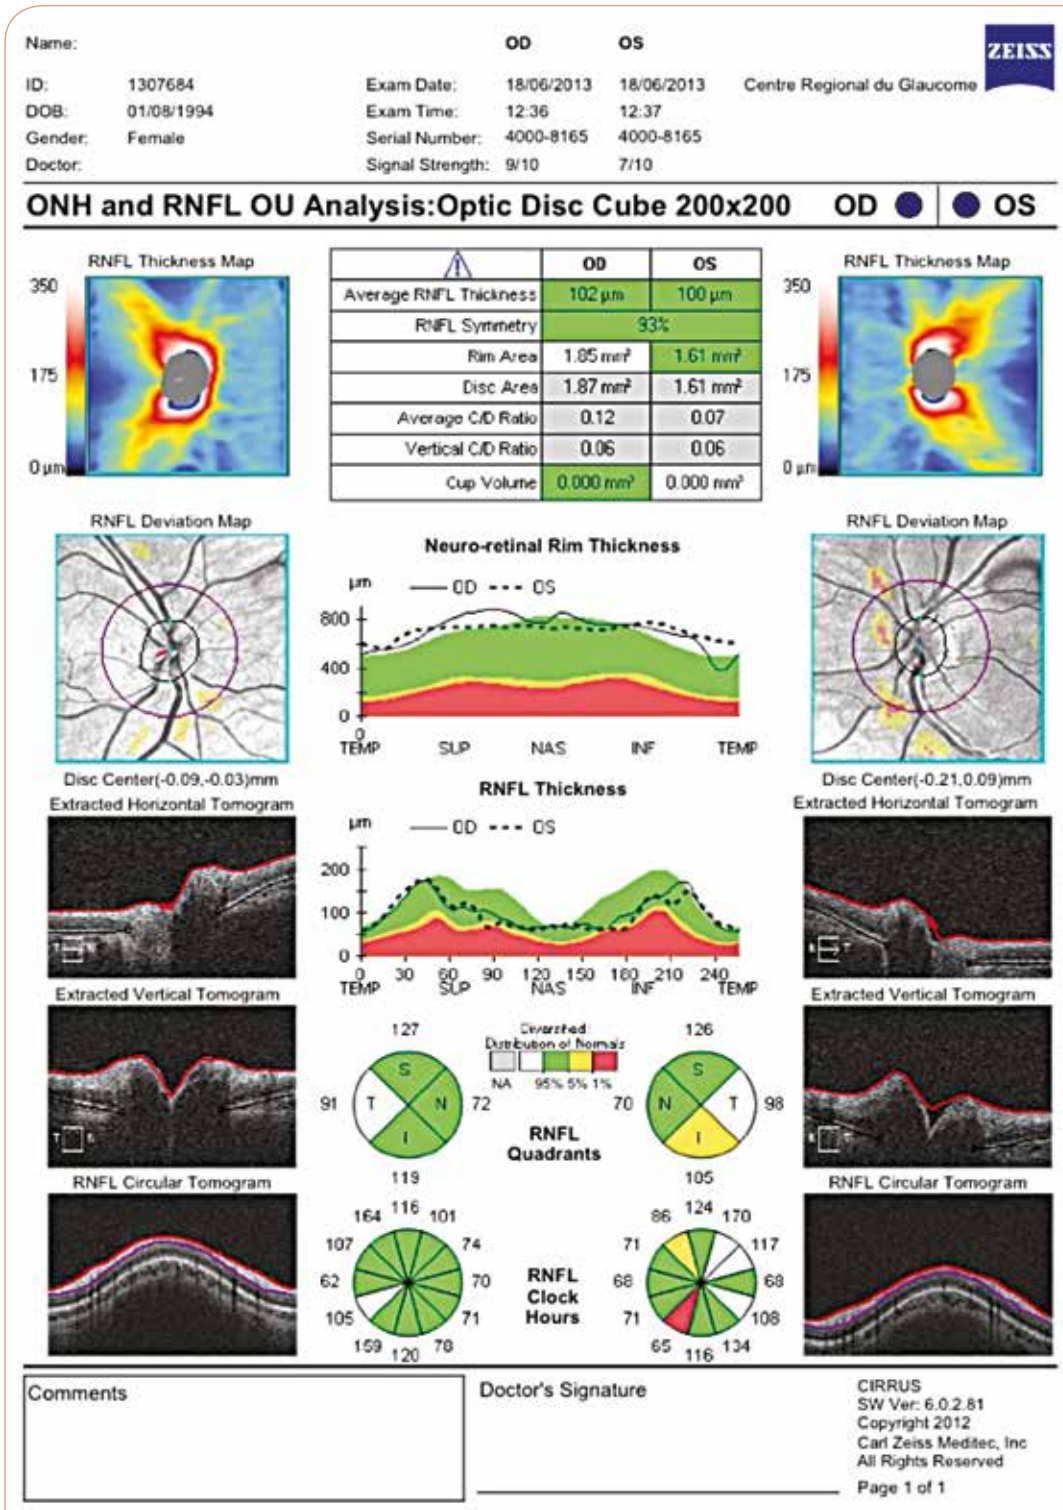 Name:
OD OS
ZEISS
ID: 1307684
Exam Date: 18/06/2013 18/06/2013
Centre Regional du Glaucome
DOB: 01/08/1994
Exam Time: 12:36 12:37
Gender: Female
Serial Number: 4000-8165 4000-8165
Doctor:
Signal Strength: 9/10 7/10
ONH and RNFL OU Analysis:Optic Disc Cube 200x200 OD OS
RNFL Thickness Map
350
175
0 µm
OD OS
Average RNFL Thickness 102 µm 100 µm
RNFL Symmetry 93%
Rim Area 1.85 mm² 1.61 mm²
Disc Area 1.87 mm² 1.61 mm²
Average C/D Ratio 0.12 0.07
Vertical C/D Ratio 0.06 0.06
Cup Volume 0.000 mm³ 0.000 mm³
RNFL Thickness Map
350
175
0 µm
RNFL Deviation Map
Disc Center(-0.09,-0.03)mm
Neuro-retinal Rim Thickness
µm OD OS
800
400
0
0
TEMP SUP NAS INF TEMP
RNFL Deviation Map
Disc Center(-0.21,0.09)mm
Extracted Horizontal Tomogram
RNFL Thickness
µm OD OS
200
100
0
0 30 60 90 120 150 180 210 240
TEMP SUP NAS INF TEMP
Extracted Horizontal Tomogram
Extracted Vertical Tomogram
Extracted Vertical Tomogram
127
S
91 T N 72
I
119
Distribution of Normals
NA 95% 5% 1%
RNFL
Quadrants
126
S
70 N T 98
I
105
RNFL Circular Tomogram
116
164 101
107 74
62 70
105 71
159 78
120
RNFL
Clock
Hours
124
86 170
71 117
68 68
71 108
65 134
116
RNFL Circular Tomogram
Comments
Doctor's Signature
CIRRUS
SW Ver: 6.0.2.81
Copyright 2012
Carl Zeiss Meditec, Inc
All Rights Reserved
Page 1 of 1